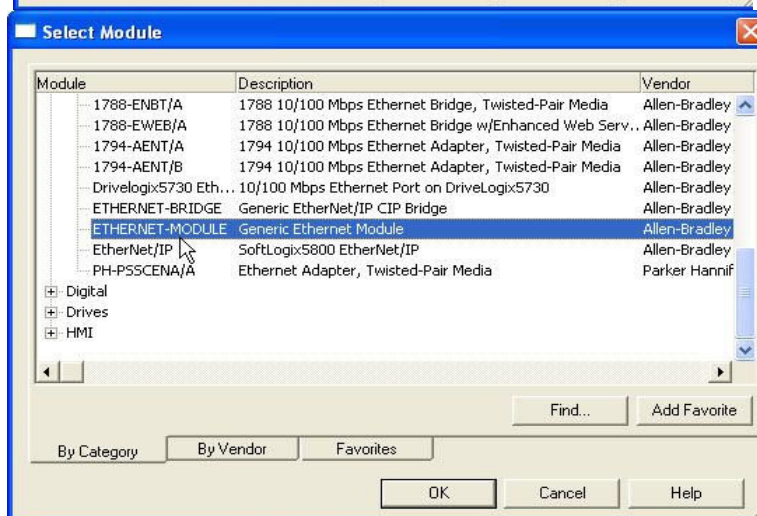 Select Module
Module Description Vendor
1788-ENBT/A 1788 10/100 Mbps Ethernet Bridge, Twisted-Pair Media Allen-Bradley
1788-EWEB/A 1788 10/100 Mbps Ethernet Bridge w/Enhanced Web Serv... Allen-Bradley
1794-AENT/A 1794 10/100 Mbps Ethernet Adapter, Twisted-Pair Media Allen-Bradley
1794-AENT/B 1794 10/100 Mbps Ethernet Adapter, Twisted-Pair Media Allen-Bradley
Drivelogix5730 Eth... 10/100 Mbps Ethernet Port on DriveLogix5730 Allen-Bradley
ETHERNET-BRIDGE Generic EtherNet/IP CIP Bridge Allen-Bradley
ETHERNET-MODULE Generic Ethernet Module Allen-Bradley
EtherNet/IP SoftLogix5800 EtherNet/IP Allen-Bradley
PH-PSSCENA/A Ethernet Adapter, Twisted-Pair Media Parker Hannif
Digital
Drives
HMI
Find... Add Favorite
By Category By Vendor Favorites
OK Cancel Help